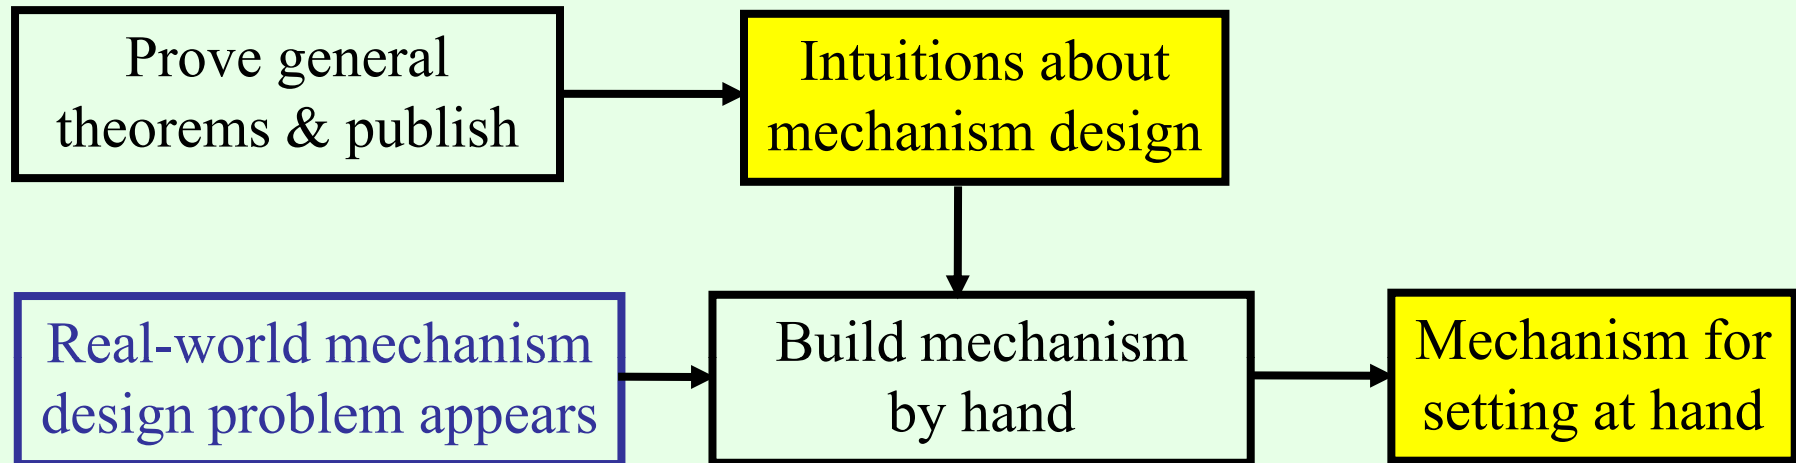 Prove general
theorems & publish
Intuitions about
mechanism design
Real-world mechanism
design problem appears
Build mechanism
by hand
Mechanism for
setting at hand